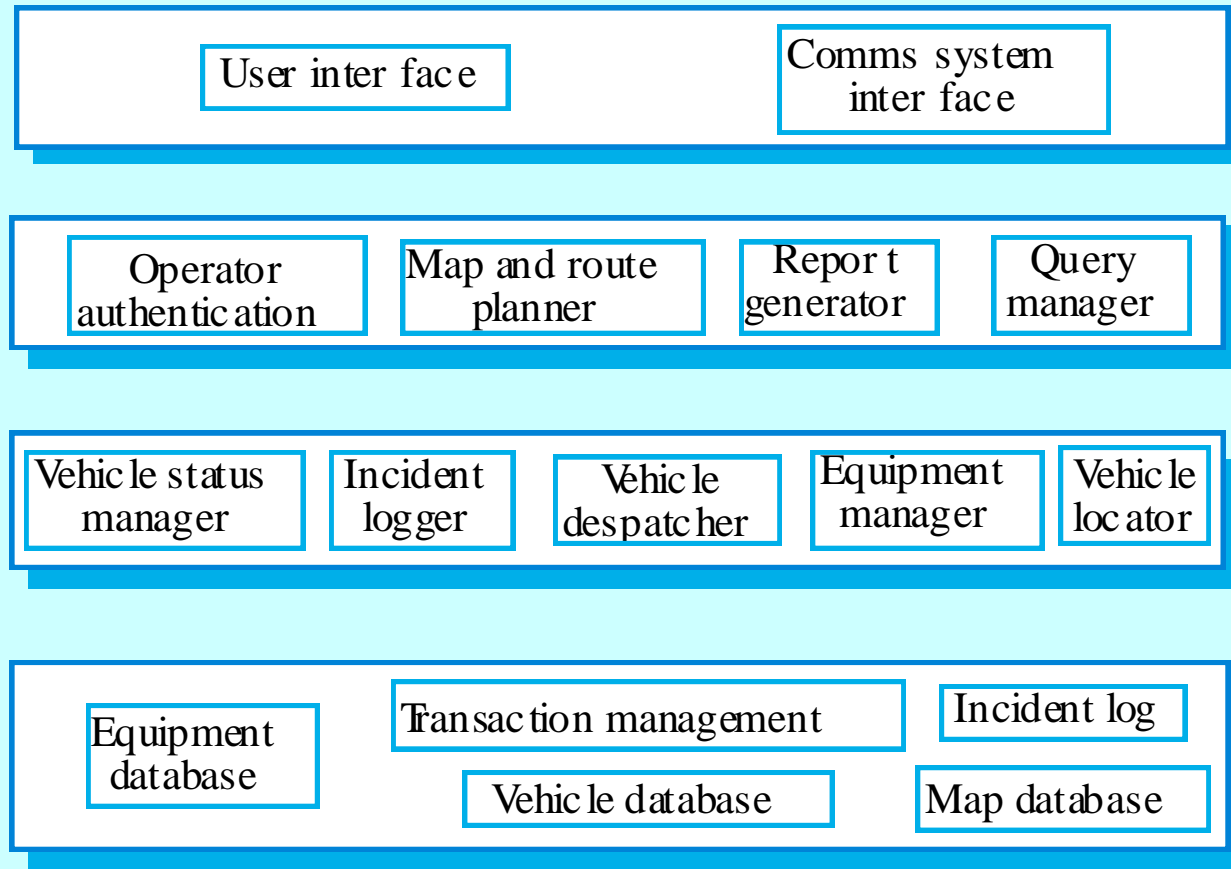 User interface
Comms system
interface
Operator
authentication
Map and route
planner
Report
generator
Query
manager
Vehicle status
manager
Incident
logger
Vehicle
despatcher
Equipment
manager
Vehicle
locator
Equipment
database
Transaction management
Incident log
Vehicle database
Map database